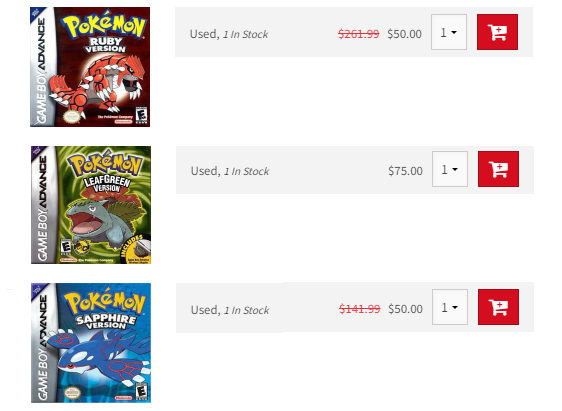 GAME BOY ADVANCE
POKéMON
RUBY
VERSION
Nintendo
E
Used, 1 In Stock
$261.99 $50.00 1
GAME BOY ADVANCE
POKéMON
LEAFGREEN
VERSION
E
INCLUDES
Used, 1 In Stock
$75.00 1
GAME BOY ADVANCE
POKéMON
SAPPHIRE
VERSION
Nintendo
E
Used, 1 In Stock
$141.99 $50.00 1